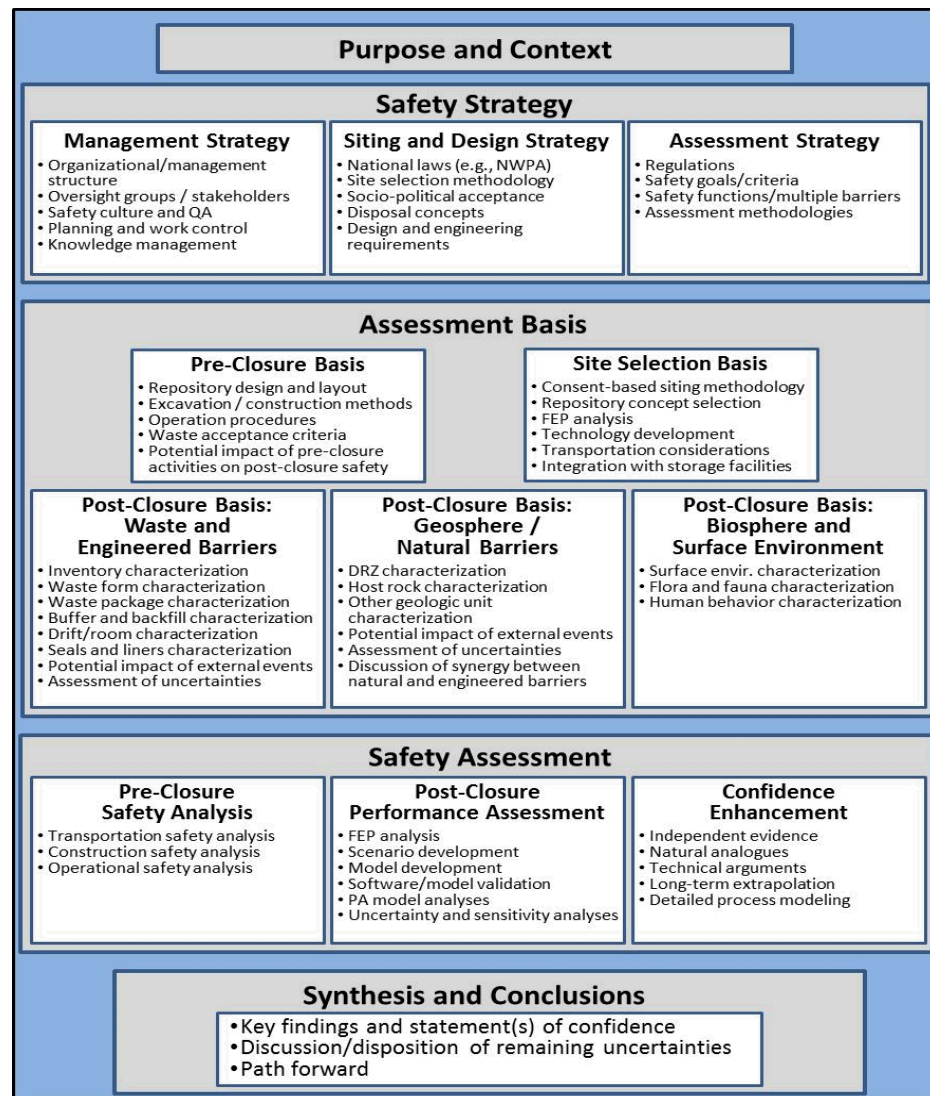 Purpose and Context
Safety Strategy
Management Strategy
• Organizational/management
structure
• Oversight groups / stakeholders
• Safety culture and QA
• Planning and work control
• Knowledge management
Siting and Design Strategy
• National laws (e.g., NWPA)
• Site selection methodology
• Socio-political acceptance
• Disposal concepts
• Design and engineering
requirements
Assessment Strategy
• Regulations
• Safety goals/criteria
• Safety functions/multiple barriers
• Assessment methodologies
Assessment Basis
Pre-Closure Basis
• Repository design and layout
• Excavation / construction methods
• Operation procedures
• Waste acceptance criteria
• Potential impact of pre-closure
activities on post-closure safety
Site Selection Basis
• Consent-based siting methodology
• Repository concept selection
• FEP analysis
• Technology development
• Transportation considerations
• Integration with storage facilities
Post-Closure Basis:
Waste and
Engineered Barriers
• Inventory characterization
• Waste form characterization
• Waste package characterization
• Buffer and backfill characterization
• Drift/room characterization
• Seals and liners characterization
• Potential impact of external events
• Assessment of uncertainties
Post-Closure Basis:
Geosphere /
Natural Barriers
• DRZ characterization
• Host rock characterization
• Other geologic unit
characterization
• Potential impact of external events
• Assessment of uncertainties
• Discussion of synergy between
natural and engineered barriers
Post-Closure Basis:
Biosphere and
Surface Environment
• Surface envir. characterization
• Flora and fauna characterization
• Human behavior characterization
Safety Assessment
Pre-Closure
Safety Analysis
• Transportation safety analysis
• Construction safety analysis
• Operational safety analysis
Post-Closure
Performance Assessment
• FEP analysis
• Scenario development
• Model development
• Software/model validation
• PA model analyses
• Uncertainty and sensitivity analyses
Confidence
Enhancement
• Independent evidence
• Natural analogues
• Technical arguments
• Long-term extrapolation
• Detailed process modeling
Synthesis and Conclusions
•Key findings and statement(s) of confidence
•Discussion/disposition of remaining uncertainties
•Path forward